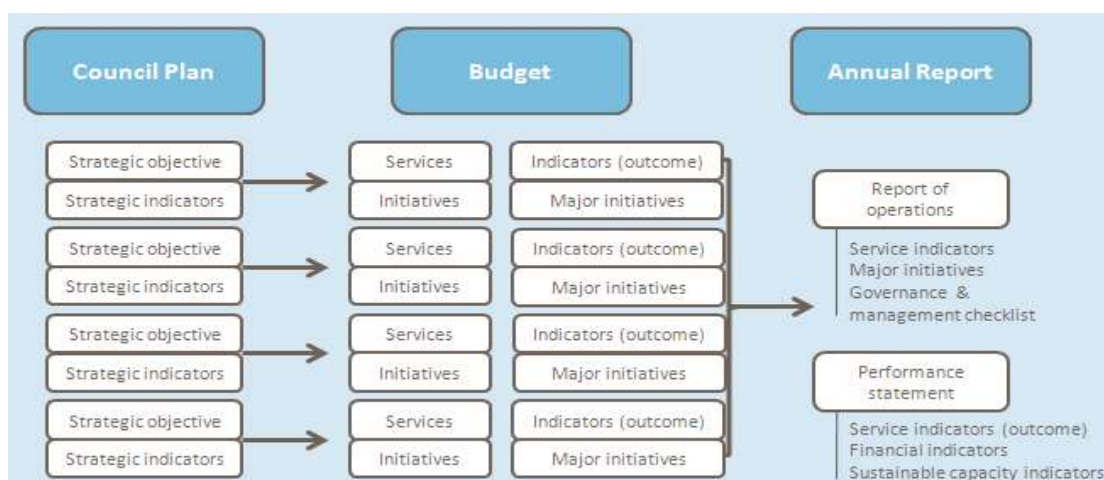 Council Plan
Budget
Annual Report
Strategic objective
Strategic indicators
Services
Initiatives
Indicators (outcome)
Major initiatives
Strategic objective
Strategic indicators
Services
Initiatives
Indicators (outcome)
Major initiatives
Strategic objective
Strategic indicators
Services
Initiatives
Indicators (outcome)
Major initiatives
Strategic objective
Strategic indicators
Services
Initiatives
Indicators (outcome)
Major initiatives
Report of
operations
Service indicators
Major initiatives
Governance &
management checklist
Performance
statement
Service indicators (outcome)
Financial indicators
Sustainable capacity indicators